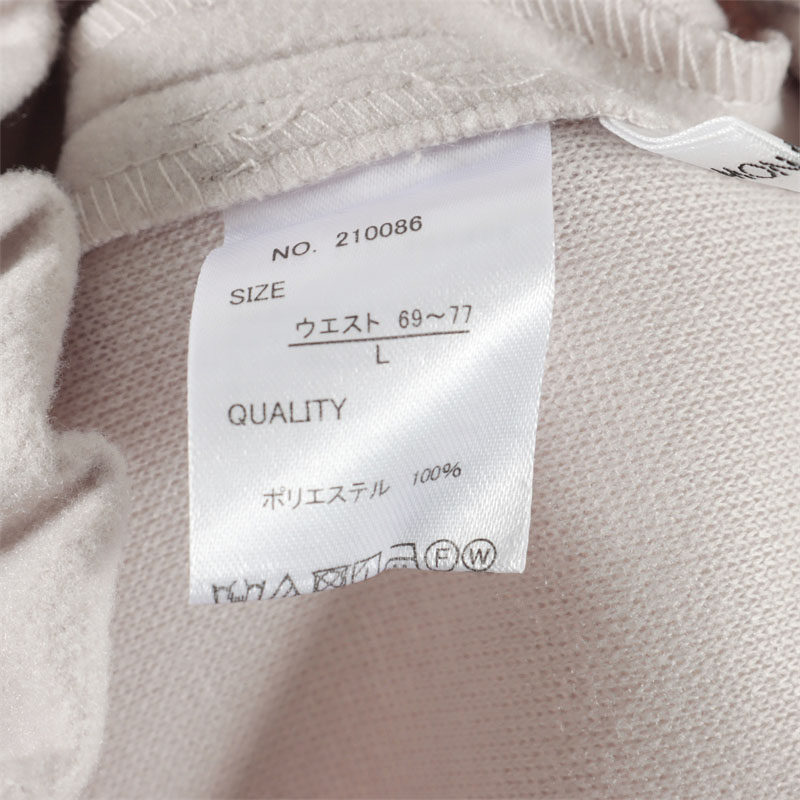 NO. 210086
SIZE
ウエスト 69～77
L
QUALITY
ポリエステル 100%
F W